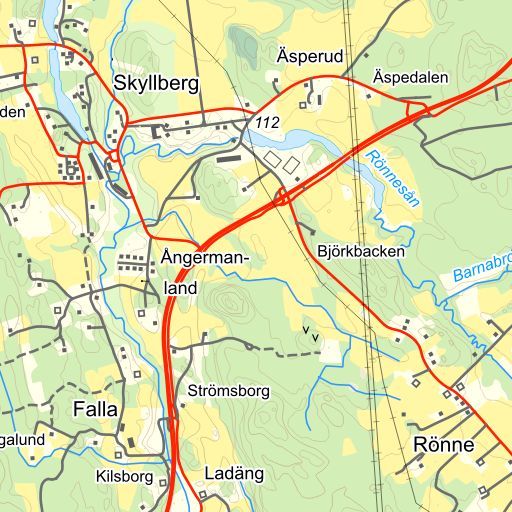 Äsperud
Äspedalen
Skyllberg
den
112
Rönnesån
Björkbacken
Barnabro
Ångerman-
land
Strömsborg
Falla
galund
Kilsborg
Ladäng
Rönne